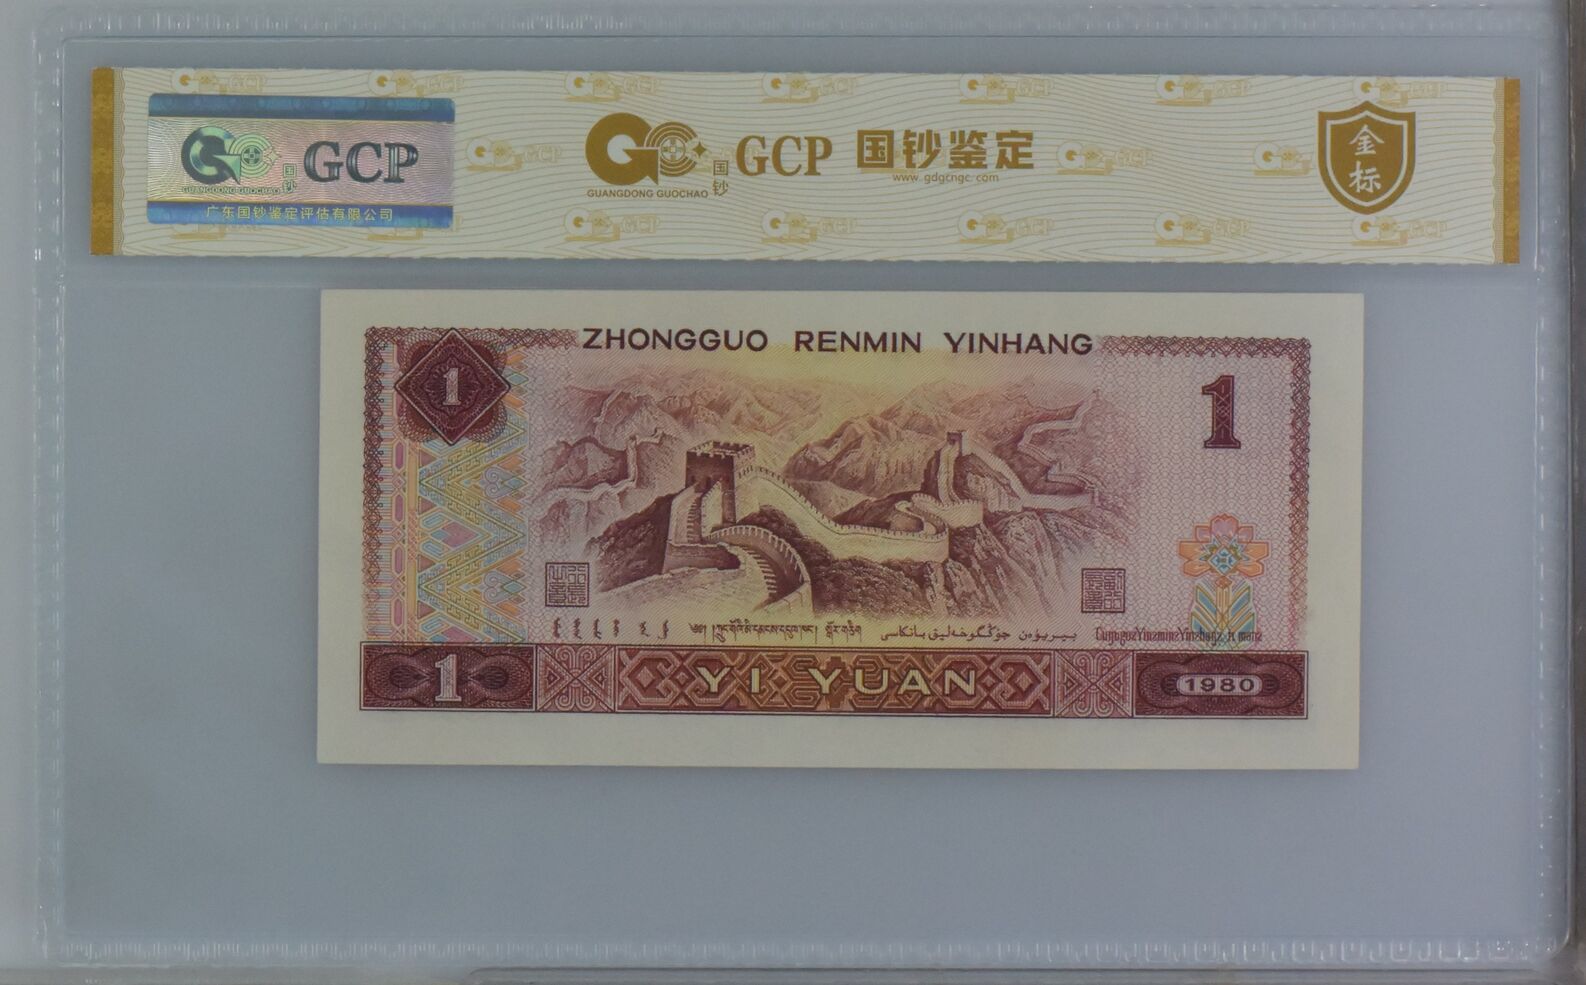 GUANGDONG GUOCHAO
国钞
GCP
广东国钞鉴定评估有限公司
GUANGDONG GUOCHAO
国钞
GCP 国钞鉴定
www.gdgcngc.com
金标
ZHONGGUO RENMIN YINHANG
1
1
1
YI YUAN
1980